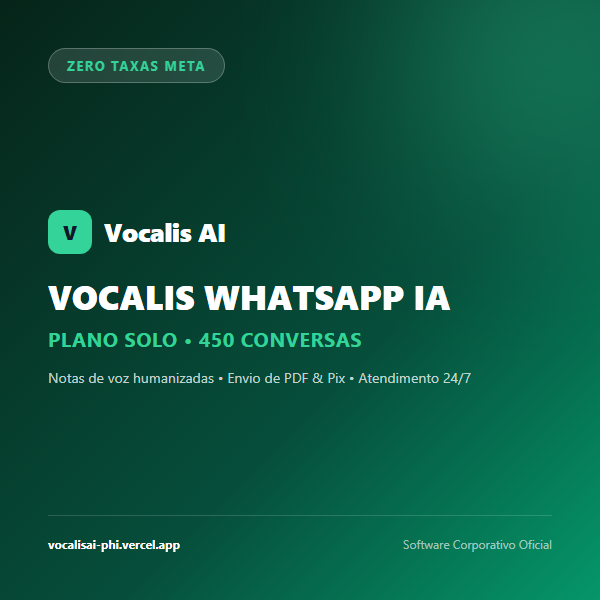 ZERO TAXAS META
V
Vocalis AI
VOCALIS WHATSAPP IA
PLANO SOLO • 450 CONVERSAS
Notas de voz humanizadas • Envio de PDF & Pix • Atendimento 24/7
vocalisai-phi.vercel.app
Software Corporativo Oficial